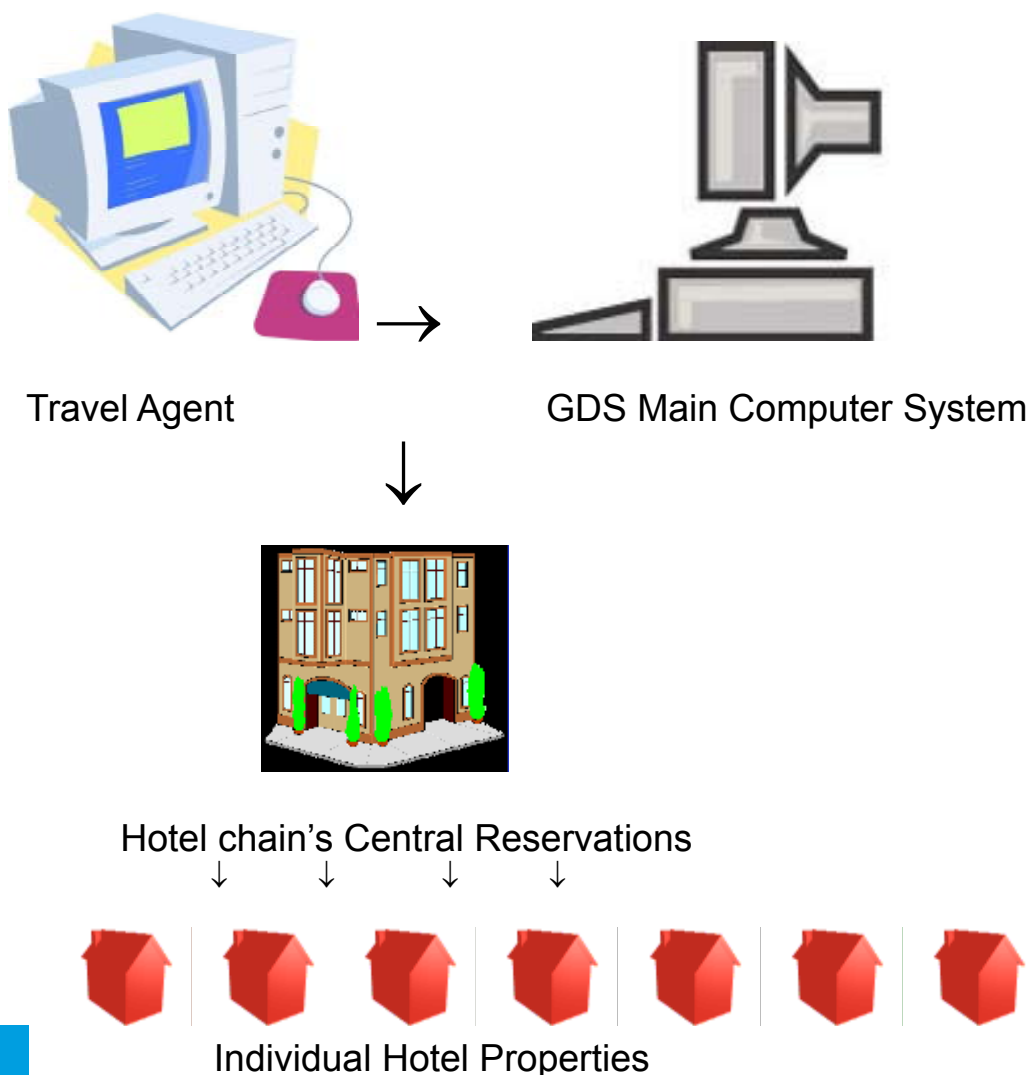 →
Travel Agent GDS Main Computer System
↓
Hotel chain’s Central Reservations
↓ ↓ ↓ ↓
Individual Hotel Properties